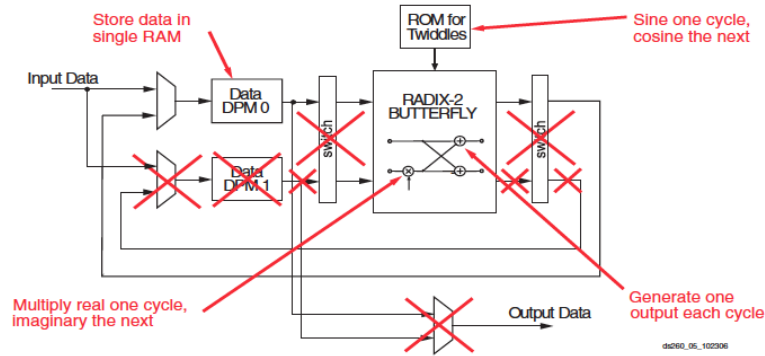 Store data in
single RAM
ROM for
Twiddles
Sine one cycle,
cosine the next
Input Data
Data
DPM 0
switch
RADIX-2
BUTTERFLY
switch
Data
DPM 1
Multiply real one cycle,
imaginary the next
Generate one
output each cycle
Output Data
ds260_05_102306